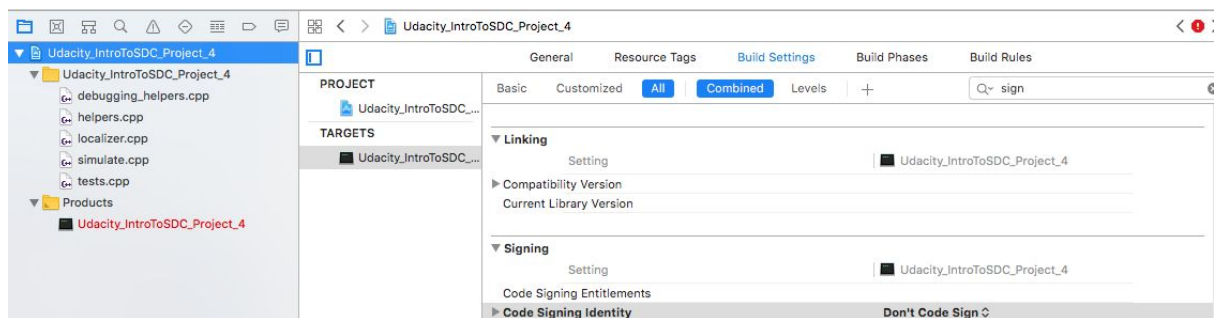 Udacity_IntroToSDC_Project_4
Udacity_IntroToSDC_Project_4
Udacity_IntroToSDC_Project_4
debugging_helpers.cpp
helpers.cpp
localizer.cpp
simulate.cpp
tests.cpp
Products
Udacity_IntroToSDC_Project_4
General Resource Tags Build Settings Build Phases Build Rules
PROJECT
Udacity_IntroToSDC_...
TARGETS
Udacity_IntroToSDC_...
Basic Customized All Combined Levels + sign
Linking
Setting Udacity_IntroToSDC_Project_4
Compatibility Version
Current Library Version
Signing
Setting Udacity_IntroToSDC_Project_4
Code Signing Entitlements
Code Signing Identity Don't Code Sign